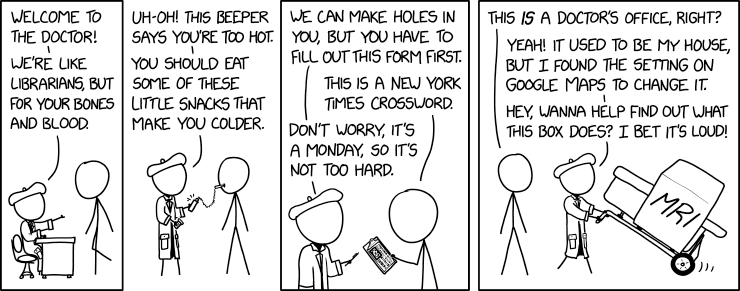 WELCOME TO
THE DOCTOR!
WE'RE LIKE
LIBRARIANS, BUT
FOR YOUR BONES
AND BLOOD.
UH-OH! THIS BEEPER
SAYS YOU'RE TOO HOT.
YOU SHOULD EAT
SOME OF THESE
LITTLE SNACKS THAT
MAKE YOU COLDER.
WE CAN MAKE HOLES IN
YOU, BUT YOU HAVE TO
FILL OUT THIS FORM FIRST.
THIS IS A NEW YORK
TIMES CROSSWORD.
DON'T WORRY, IT'S
A MONDAY, SO IT'S
NOT TOO HARD.
THIS IS A DOCTOR'S OFFICE, RIGHT?
YEAH! IT USED TO BE MY HOUSE,
BUT I FOUND THE SETTING ON
GOOGLE MAPS TO CHANGE IT.
HEY, WANNA HELP FIND OUT WHAT
THIS BOX DOES? I BET IT'S LOUD!
MRI